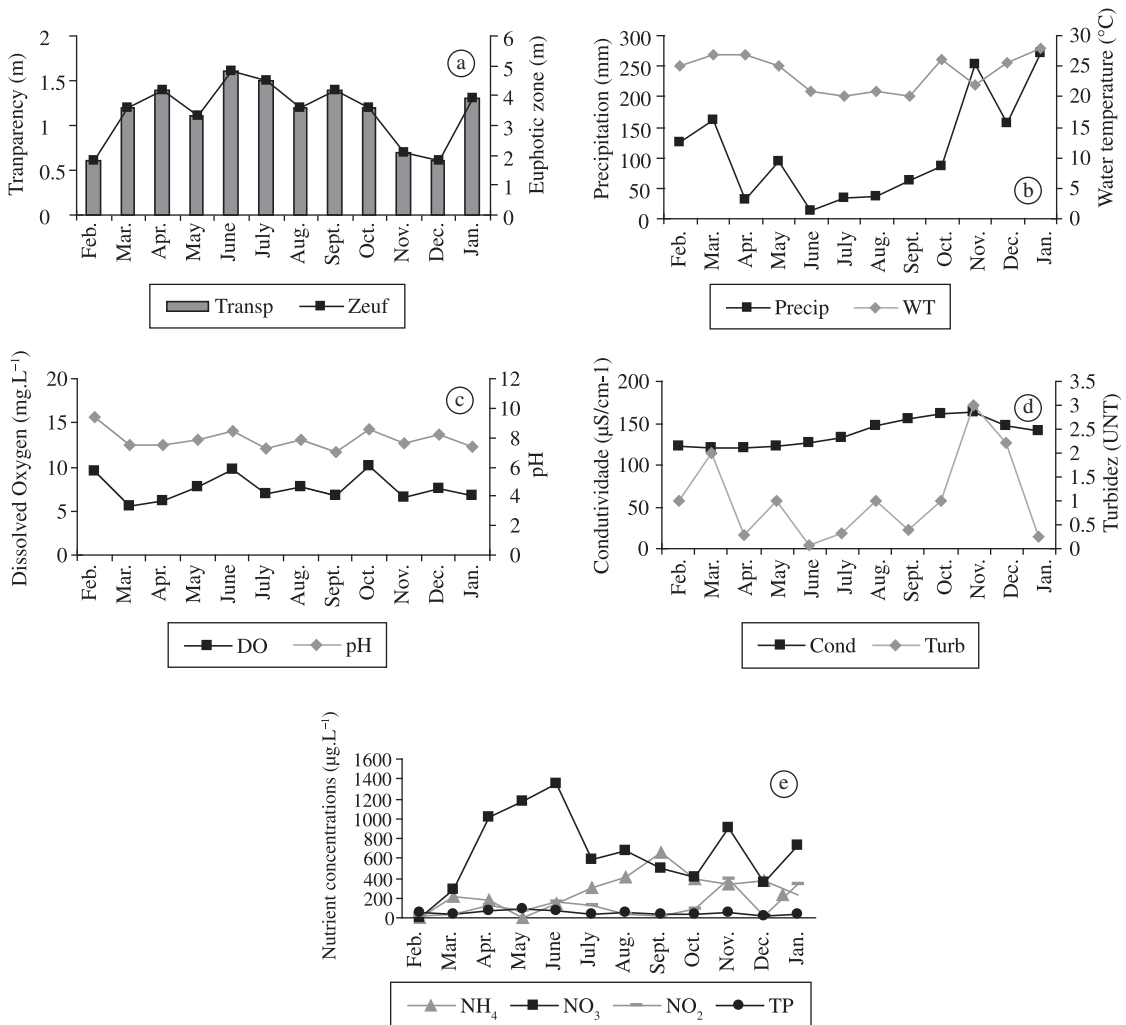 Tranparency (m)
2
1.5
1
0.5
0
Euphotic zone (m)
6
5
4
3
2
1
0
a
Feb.
Mar.
Apr.
May
June
July
Aug.
Sept.
Oct.
Nov.
Dec.
Jan.
Transp
Zeuf
Precipitation (mm)
300
250
200
150
100
50
0
Water temperature (°C)
30
25
20
15
10
5
0
b
Feb.
Mar.
Apr.
May
June
July
Aug.
Sept.
Oct.
Nov.
Dec.
Jan.
Precip
WT
Dissolved Oxygen (mg.L⁻¹)
20
15
10
5
0
pH
12
10
8
6
4
2
0
c
Feb.
Mar.
Apr.
May
June
July
Aug.
Sept.
Oct.
Nov.
Dec.
Jan.
DO
pH
Condutividade (µS/cm-1)
200
150
100
50
0
Turbidez (UNT)
3.5
3
2.5
2
1.5
1
0.5
0
d
Feb.
Mar.
Apr.
May
June
July
Aug.
Sept.
Oct.
Nov.
Dec.
Jan.
Cond
Turb
Nutrient concentrations (µg.L⁻¹)
1600
1400
1200
1000
800
600
400
200
0
e
Feb.
Mar.
Apr.
May
June
July
Aug.
Sept.
Oct.
Nov.
Dec.
Jan.
NH₄
NO₃
NO₂
TP